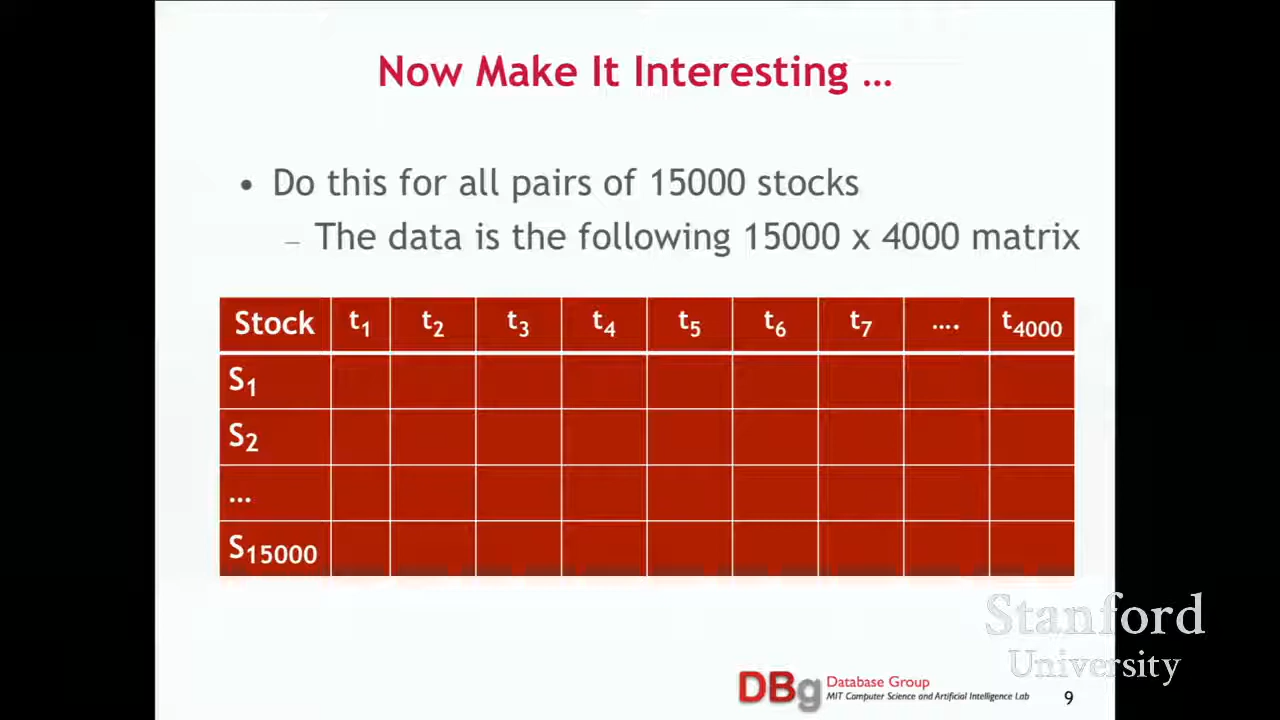 Now Make It Interesting …
• Do this for all pairs of 15000 stocks
– The data is the following 15000 x 4000 matrix
Stock t1 t2 t3 t4 t5 t6 t7 …. t4000
S1
S2
…
S15000
Stanford
University
DBg Database Group
MIT Computer Science and Artificial Intelligence Lab
9